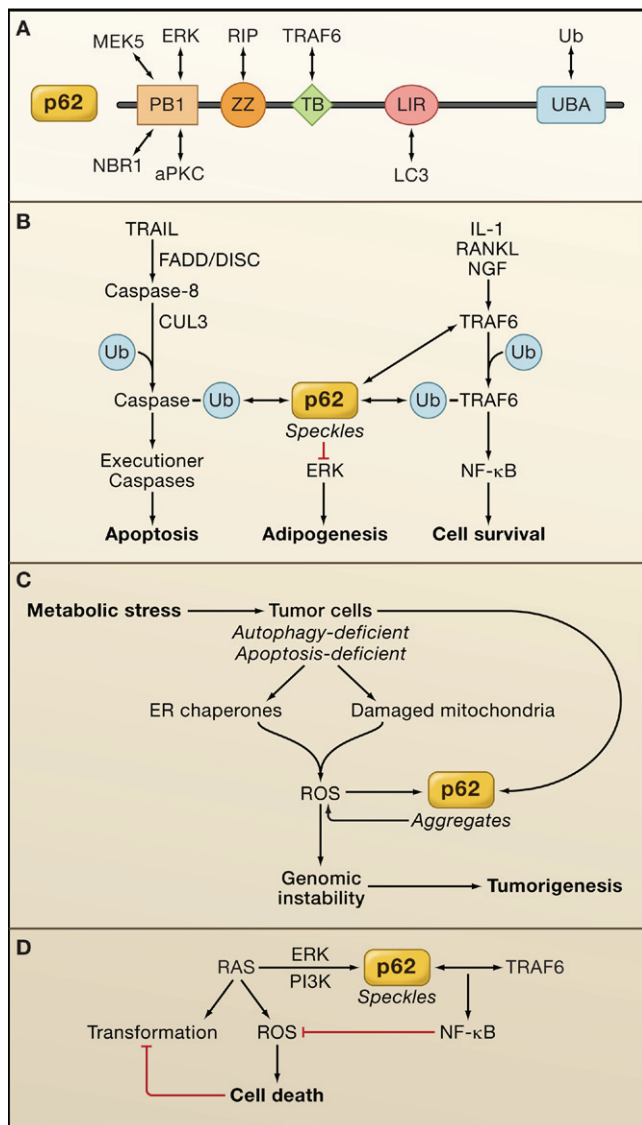 A
MEK5 ERK RIP TRAF6 Ub
p62 PB1 ZZ TB LIR UBA
NBR1 aPKC LC3
B
TRAIL
FADD/DISC
Caspase-8
CUL3
Ub
Caspase Ub
Executioner
Caspases
Apoptosis
p62
Speckles
ERK
Adipogenesis
IL-1
RANKL
NGF
TRAF6
Ub
Ub TRAF6
NF-κB
Cell survival
C
Metabolic stress Tumor cells
Autophagy-deficient
Apoptosis-deficient
ER chaperones Damaged mitochondria
ROS p62
Aggregates
Genomic
instability
Tumorigenesis
D
RAS ERK p62 TRAF6
PI3K Speckles
Transformation ROS NF-κB
Cell death